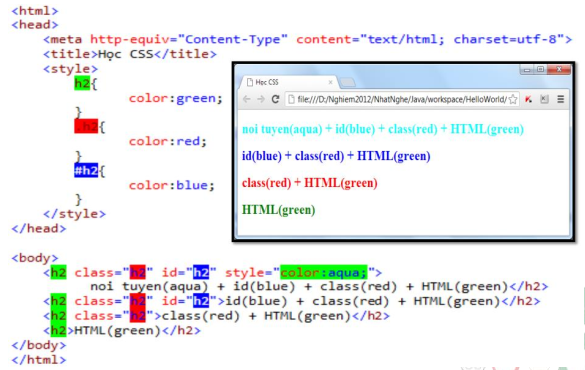 <html>
<head>
<meta http-equiv="Content-Type" content="text/html; charset=utf-8">
<title>Học CSS</title>
<style>
h2{
color:green;
}
.h2{
color:red;
}
#h2{
color:blue;
}
</style>
</head>
Học CSS
file:///D:/Nghiem2012/NhatNghe/Java/workspace/HelloWorld/
noi tuyen(aqua) + id(blue) + class(red) + HTML(green)
id(blue) + class(red) + HTML(green)
class(red) + HTML(green)
HTML(green)
<body>
<h2 class="h2" id="h2" style="color:aqua;">
noi tuyen(aqua) + id(blue) + class(red) + HTML(green)</h2>
<h2 class="h2" id="h2">id(blue) + class(red) + HTML(green)</h2>
<h2 class="h2">class(red) + HTML(green)</h2>
<h2>HTML(green)</h2>
</body>
</html>